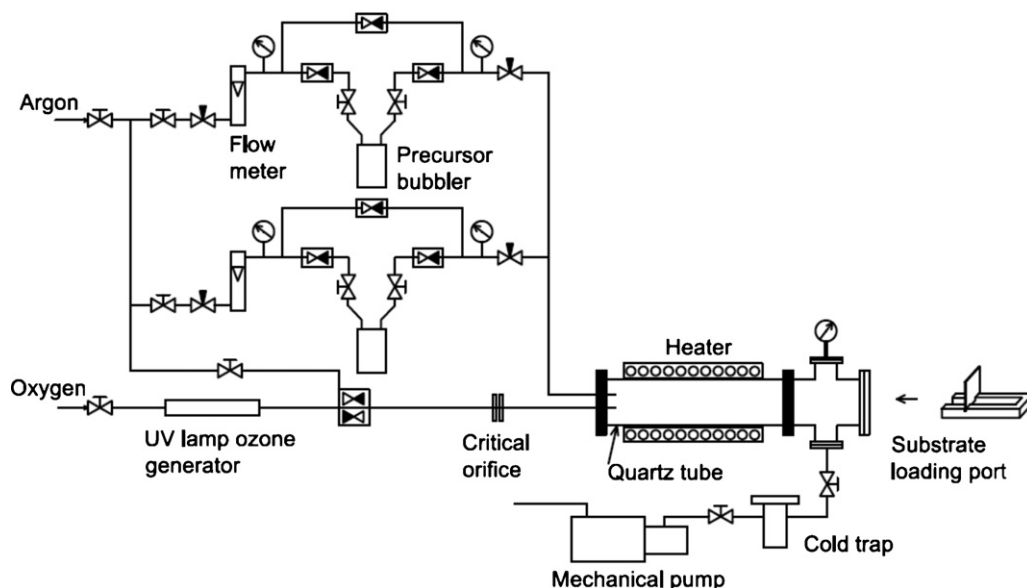 Argon
Flow
meter
Precursor
bubbler
Oxygen
UV lamp ozone
generator
Critical
orifice
Heater
Quartz tube
Substrate
loading port
Cold trap
Mechanical pump